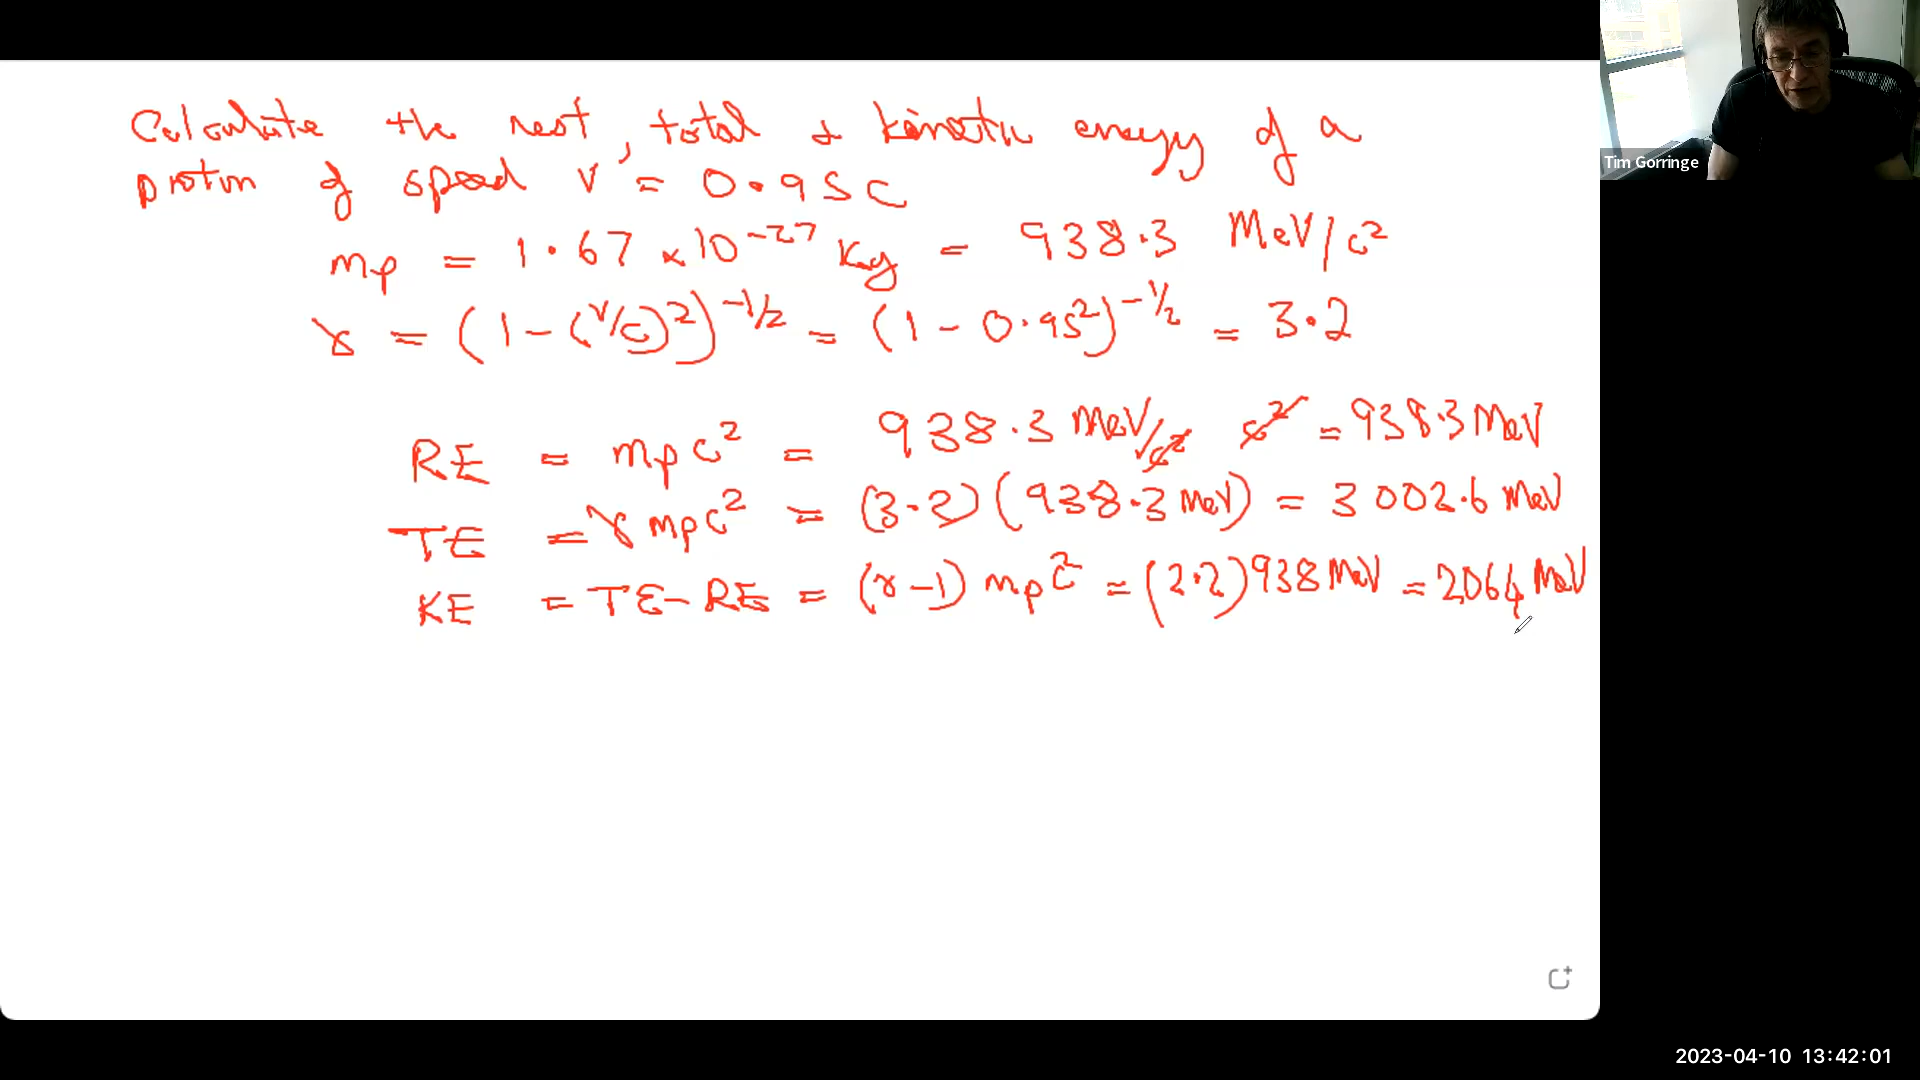 Calculate the rest, total & kinetic energy of a
proton of speed v = 0.95c
mp = 1.67 x 10^-27 Kg = 938.3 MeV/c²
γ = (1-(v/c)²)^-1/2 = (1 - 0.95²)^-1/2 = 3.2
RE = mpc² = 938.3 MeV/c² c² = 938.3 MeV
TE = γ mpc² = (3.2)(938.3 MeV) = 3002.6 MeV
KE = TE-RE = (γ-1) mpc² = (2.2)938 MeV = 2064 MeV
Tim Gorringe
2023-04-10 13:42:01